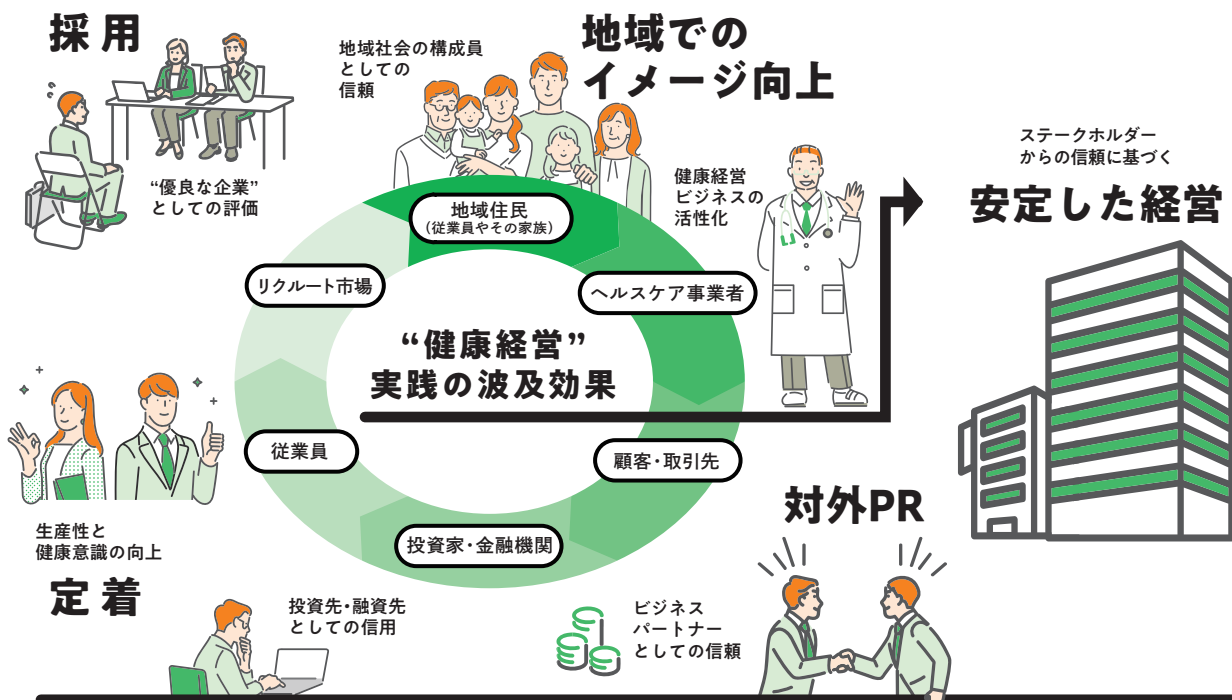 採用
“優良な企業”
としての評価
地域社会の構成員
としての
信頼
地域での
イメージ向上
健康経営
ビジネスの
活性化
ステークホルダー
からの信頼に基づく
安定した経営
地域住民
(従業員やその家族)
リクルート市場
ヘルスケア事業者
“健康経営”
実践の波及効果
従業員
顧客・取引先
投資家・金融機関
生産性と
健康意識の向上
定着
投資先・融資先
としての信用
ビジネス
パートナー
としての信頼
対外PR